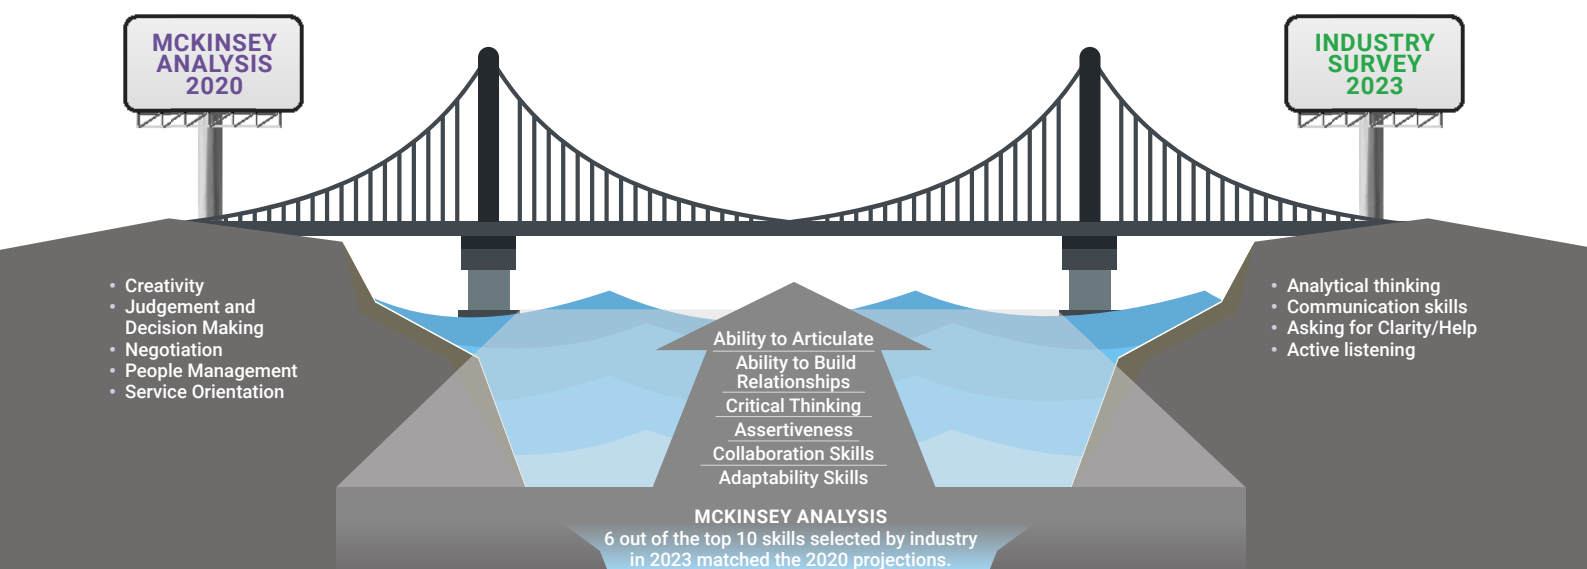 MCKINSEY
ANALYSIS
2020
INDUSTRY
SURVEY
2023
• Creativity
• Judgement and
Decision Making
• Negotiation
• People Management
• Service Orientation
Ability to Articulate
Ability to Build
Relationships
Critical Thinking
Assertiveness
Collaboration Skills
Adaptability Skills
• Analytical thinking
• Communication skills
• Asking for Clarity/Help
• Active listening
MCKINSEY ANALYSIS
6 out of the top 10 skills selected by industry
in 2023 matched the 2020 projections.